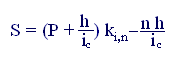 S = (P + h/i_c) k_{i,n} – n h/i_c